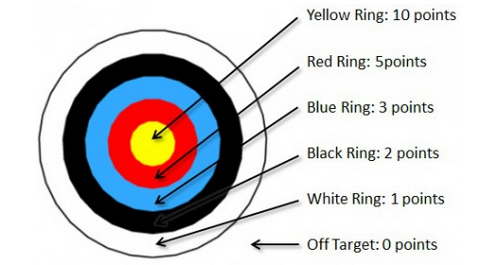 Yellow Ring: 10 points
Red Ring: 5points
Blue Ring: 3 points
Black Ring: 2 points
White Ring: 1 points
Off Target: 0 points